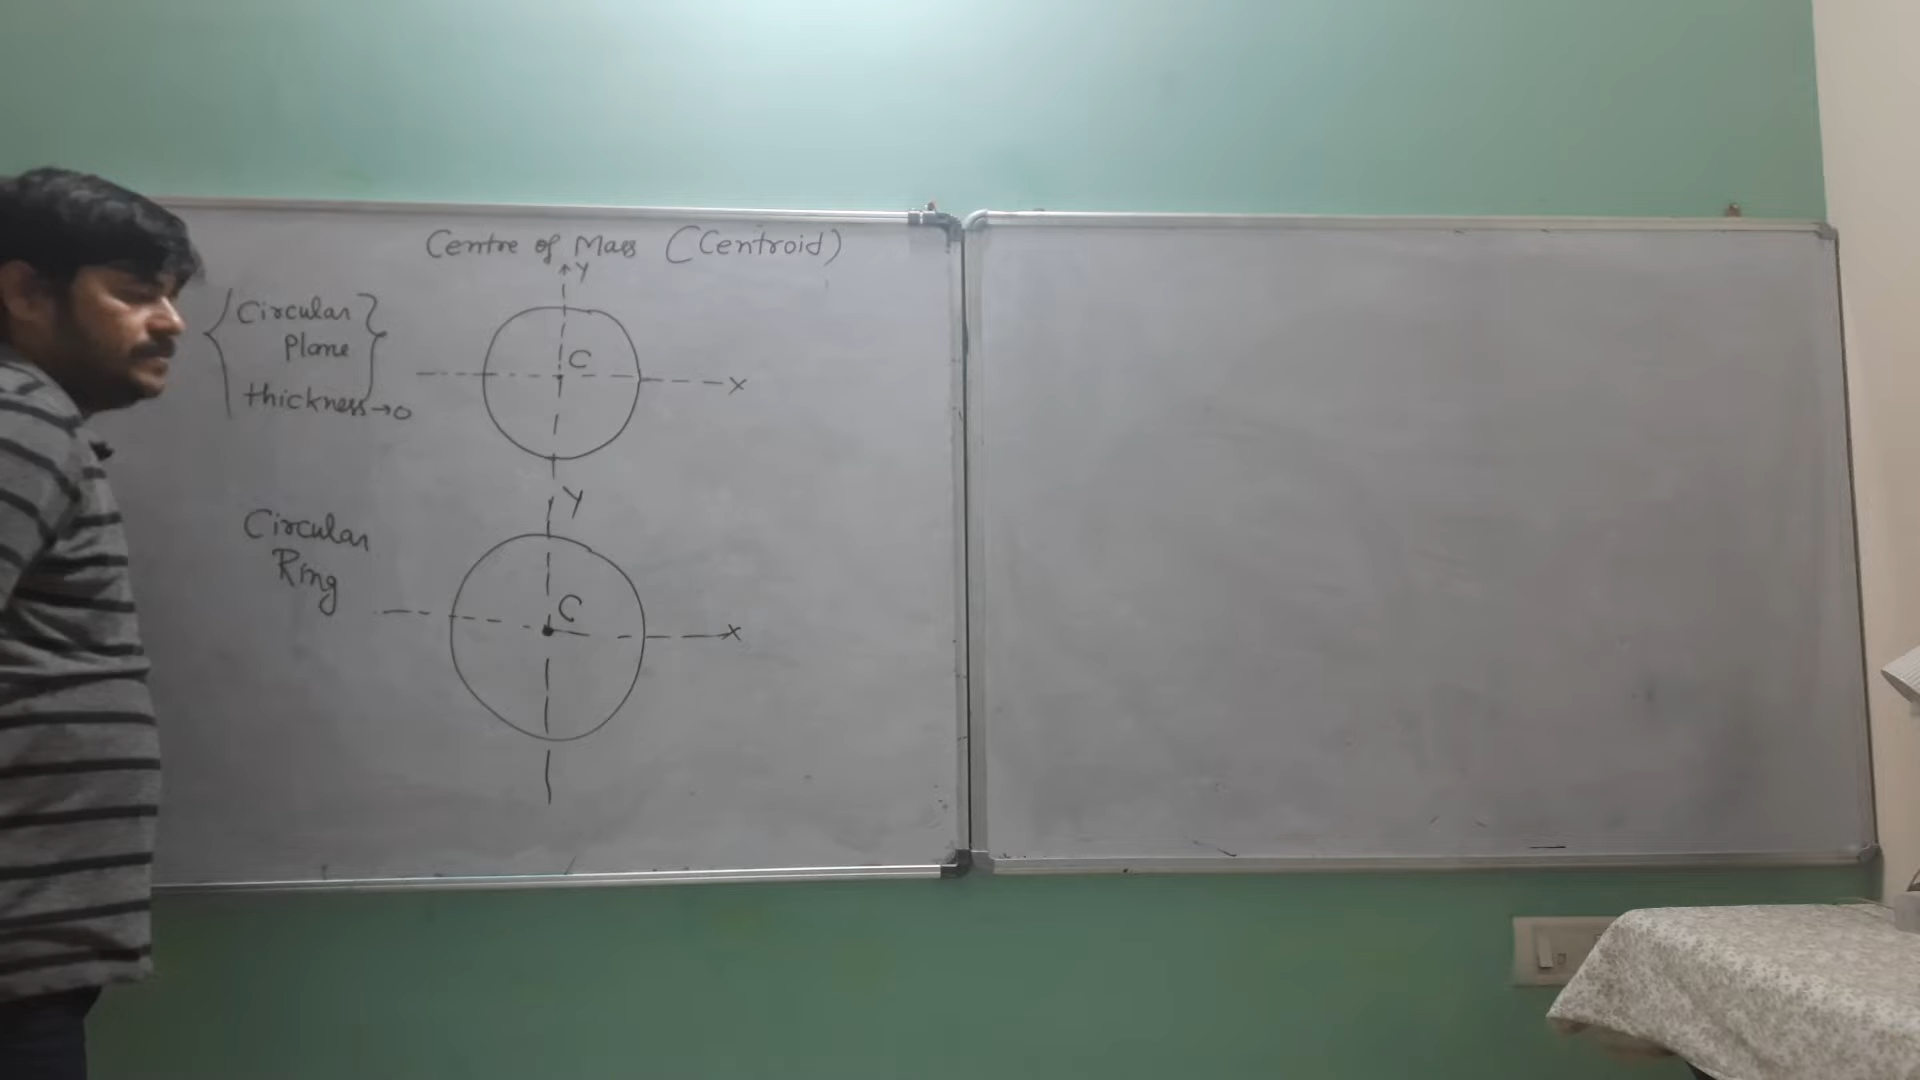 Centre of Mass (Centroid)
Y
Circular
Plane
thickness→0
C
X
Y
Circular
Ring
C
X